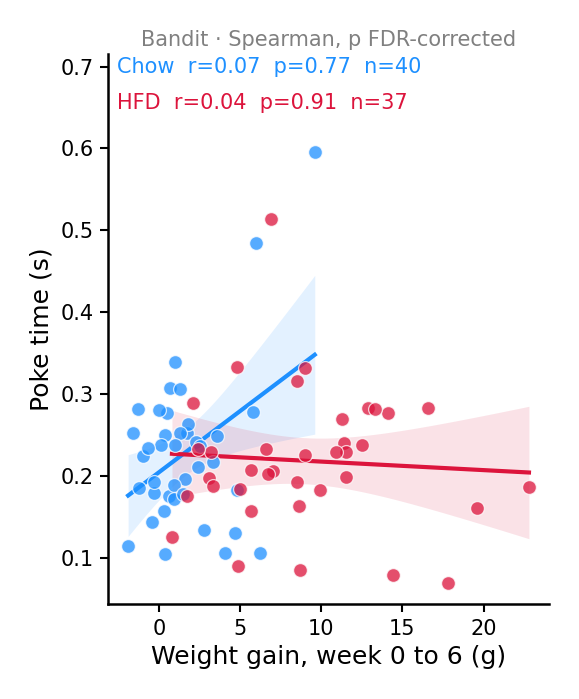 Bandit · Spearman, p FDR-corrected
Chow r=0.07 p=0.77 n=40
HFD r=0.04 p=0.91 n=37
0.7
0.6
0.5
0.4
0.3
0.2
0.1
Poke time (s)
0 5 10 15 20
Weight gain, week 0 to 6 (g)